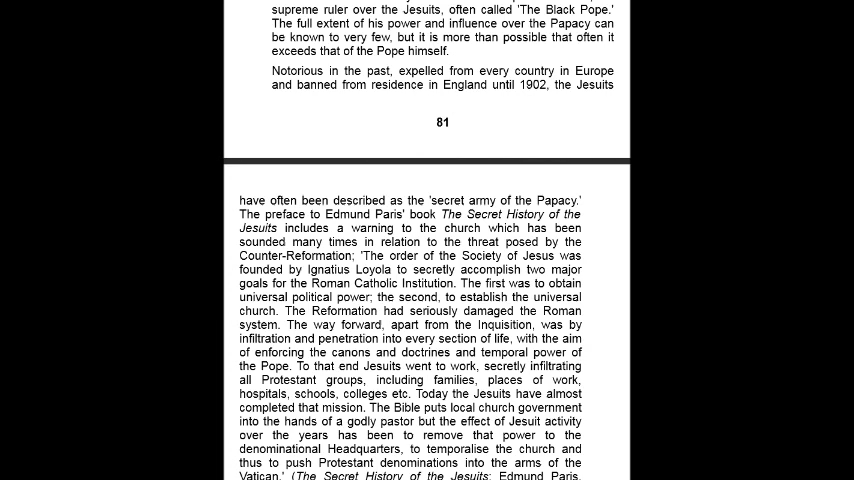 supreme ruler over the Jesuits, often called 'The Black Pope.'
The full extent of his power and influence over the Papacy can
be known to very few, but it is more than possible that often it
exceeds that of the Pope himself.
Notorious in the past, expelled from every country in Europe
and banned from residence in England until 1902, the Jesuits
81
have often been described as the 'secret army of the Papacy.'
The preface to Edmund Paris' book The Secret History of the
Jesuits includes a warning to the church which has been
sounded many times in relation to the threat posed by the
Counter-Reformation; 'The order of the Society of Jesus was
founded by Ignatius Loyola to secretly accomplish two major
goals for the Roman Catholic Institution. The first was to obtain
universal political power; the second, to establish the universal
church. The Reformation had seriously damaged the Roman
system. The way forward, apart from the Inquisition, was by
infiltration and penetration into every section of life, with the aim
of enforcing the canons and doctrines and temporal power of
the Pope. To that end Jesuits went to work, secretly infiltrating
all Protestant groups, including families, places of work,
hospitals, schools, colleges etc. Today the Jesuits have almost
completed that mission. The Bible puts local church government
into the hands of a godly pastor but the effect of Jesuit activity
over the years has been to remove that power to the
denominational Headquarters, to temporalise the church and
thus to push Protestant denominations into the arms of the
Vatican.' (The Secret History of the Jesuits; Edmund Paris,